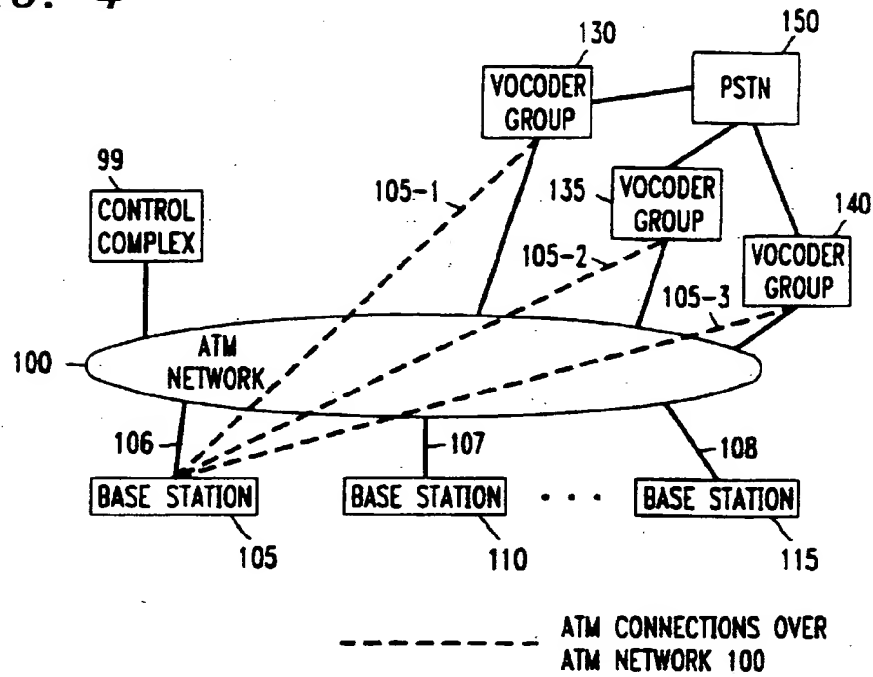 130
150
VOCODER
GROUP
PSTN
99
CONTROL
COMPLEX
105-1
135
VOCODER
GROUP
140
105-2
VOCODER
GROUP
105-3
100
ATM
NETWORK
106
107
108
BASE STATION
BASE STATION
. . .
BASE STATION
105
110
115
ATM CONNECTIONS OVER
ATM NETWORK 100